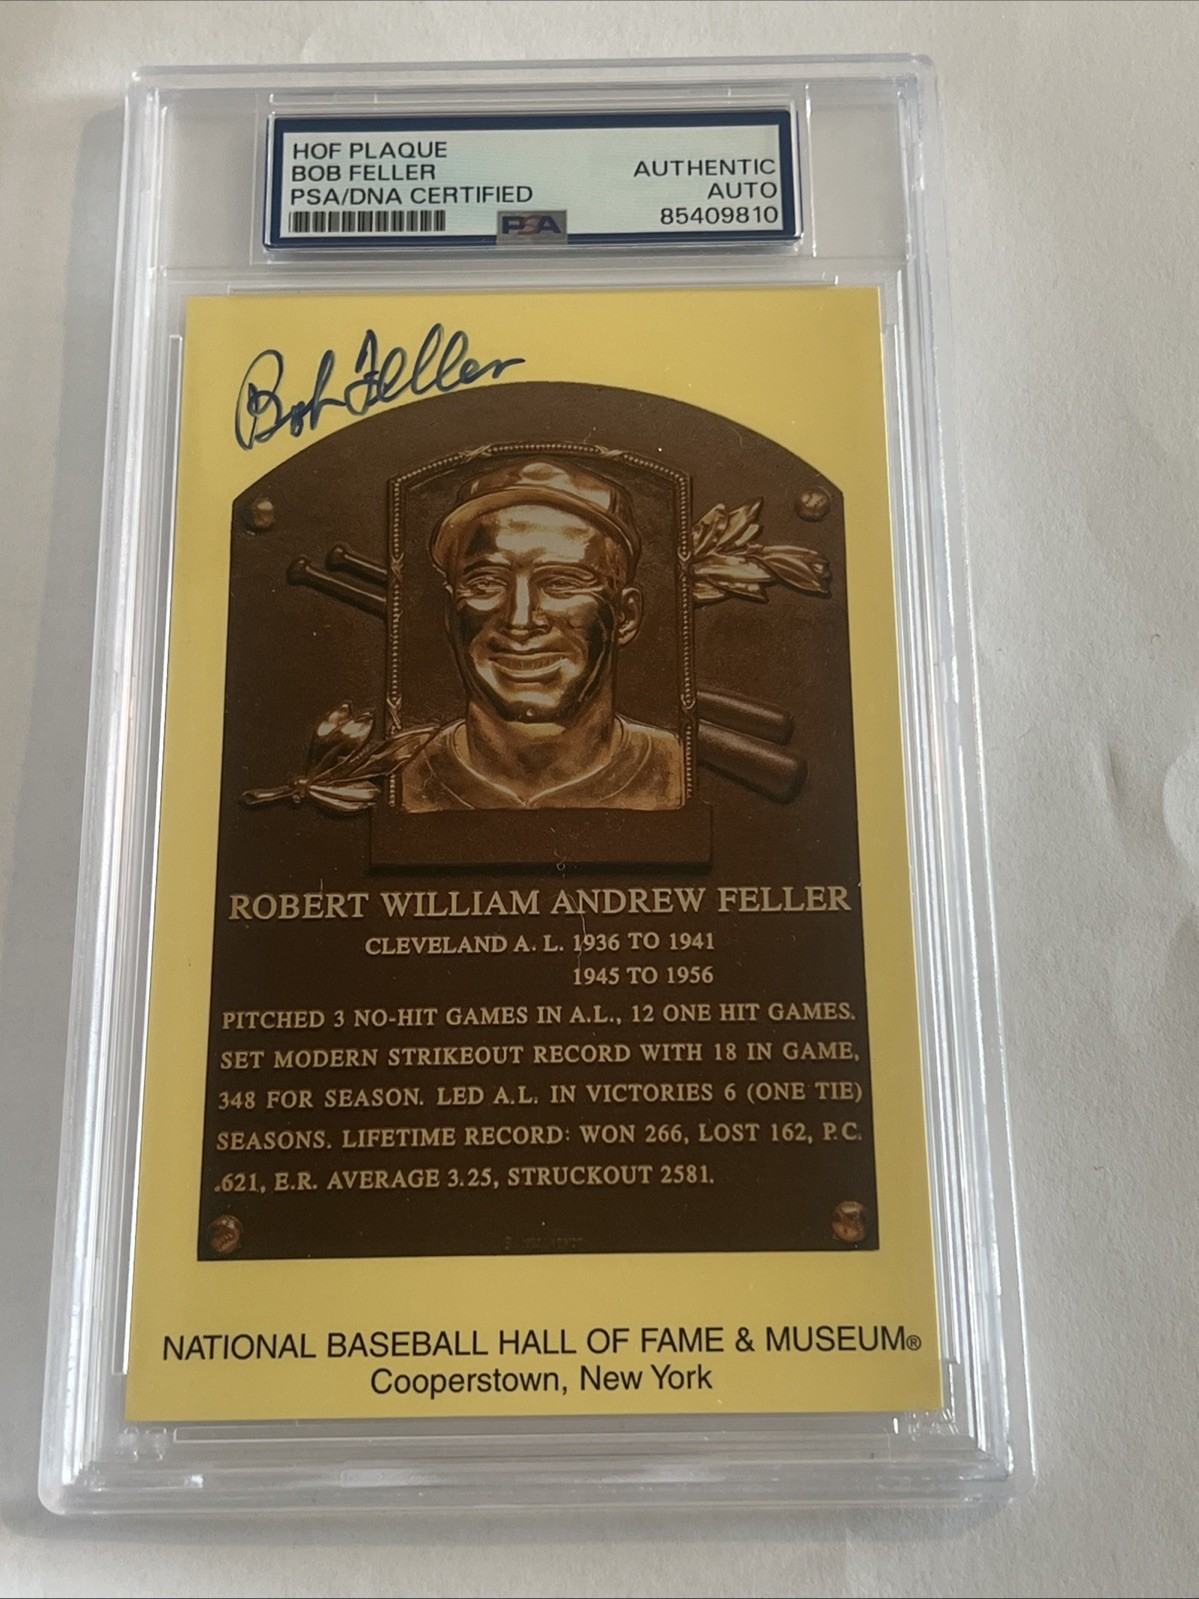 HOF PLAQUE
BOB FELLER
PSA/DNA CERTIFIED
AUTHENTIC
AUTO
85409810
PSA
Bob Feller
ROBERT WILLIAM ANDREW FELLER
CLEVELAND A. L. 1936 TO 1941
1945 TO 1956
PITCHED 3 NO-HIT GAMES IN A.L., 12 ONE HIT GAMES.
SET MODERN STRIKEOUT RECORD WITH 18 IN GAME,
348 FOR SEASON. LED A.L. IN VICTORIES 6 (ONE TIE)
SEASONS. LIFETIME RECORD: WON 266, LOST 162, P.C.
.621, E.R. AVERAGE 3.25, STRUCKOUT 2581.
NATIONAL BASEBALL HALL OF FAME & MUSEUM®
Cooperstown, New York